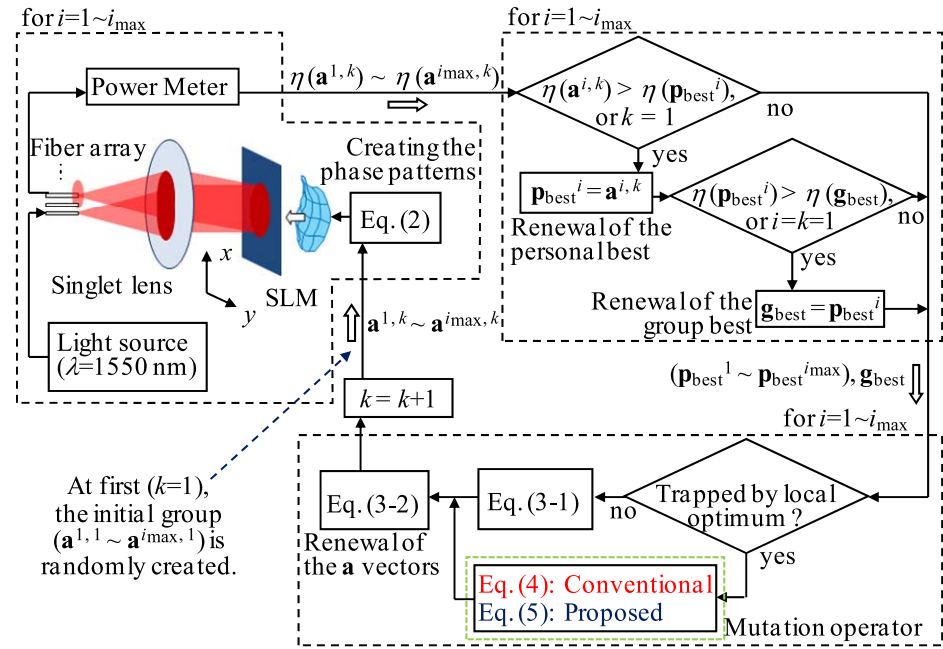 for i=1~imax
Power Meter
η(a1,k) ~ η(aimax,k)
Fiber array
...
Creating the
phase patterns
Eq.(2)
x
y
Singlet lens
SLM
Light source
(λ=1550 nm)
a1,k ~ aimax,k
k = k+1
At first (k=1),
the initial group
(a1,1 ~ aimax,1) is
randomly created.
for i=1~imax
η(ai,k) > η(pbesti),
or k = 1
no
yes
pbesti = ai,k
Renewal of the
personal best
η(pbesti) > η(gbest),
or i=k=1
no
yes
Renewal of the
group best
gbest = pbesti
(pbest1 ~ pbestimax), gbest
for i=1~imax
Trapped by local
optimum ?
no
yes
Eq.(3-1)
Eq.(3-2)
Renewal of
the a vectors
Eq.(4): Conventional
Eq.(5): Proposed
Mutation operator